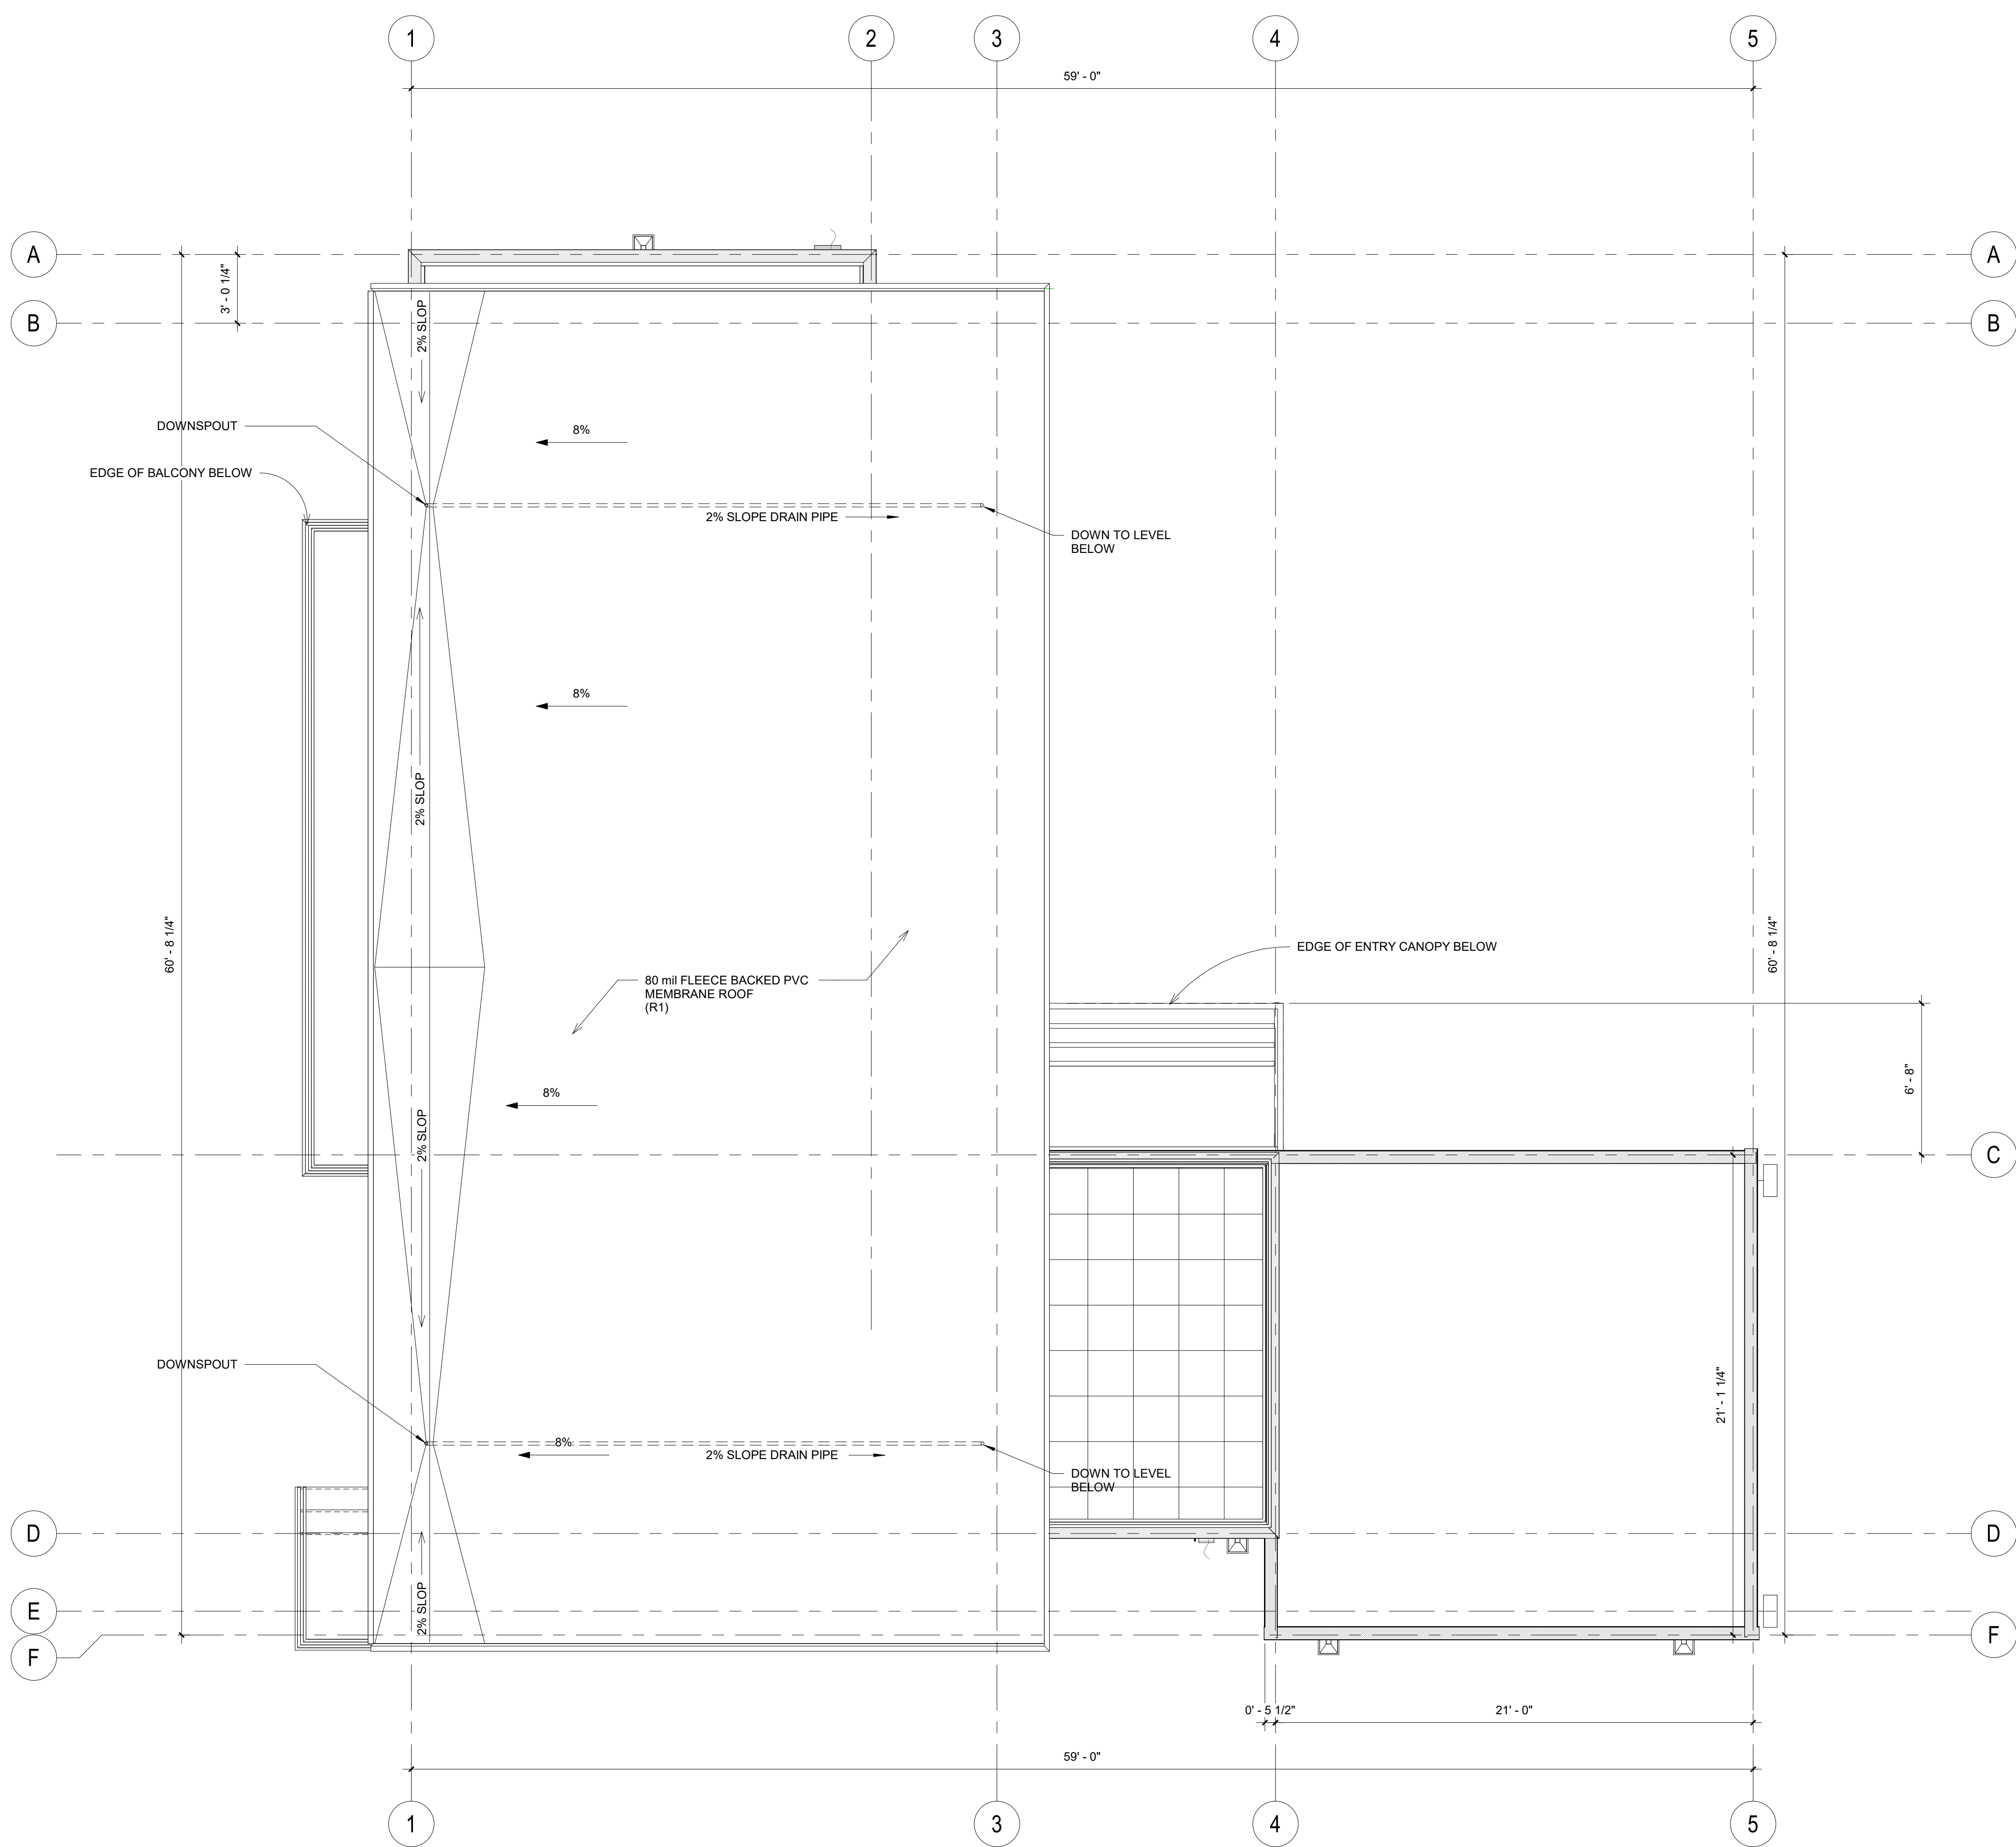 1
2
3
4
5
59' - 0"
A
A
3' - 0 1/4"
B
B
2% SLOP
DOWNSPOUT
8%
EDGE OF BALCONY BELOW
2% SLOPE DRAIN PIPE
DOWN TO LEVEL
BELOW
8%
2% SLOP
60' - 8 1/4"
60' - 8 1/4"
EDGE OF ENTRY CANOPY BELOW
80 mil FLEECE BACKED PVC
MEMBRANE ROOF
(R1)
6' - 8"
8%
2% SLOP
C
DOWNSPOUT
21' - 1 1/4"
8%
2% SLOPE DRAIN PIPE
DOWN TO LEVEL
BELOW
D
D
2% SLOP
E
F
F
0' - 5 1/2"
21' - 0"
59' - 0"
1
3
4
5